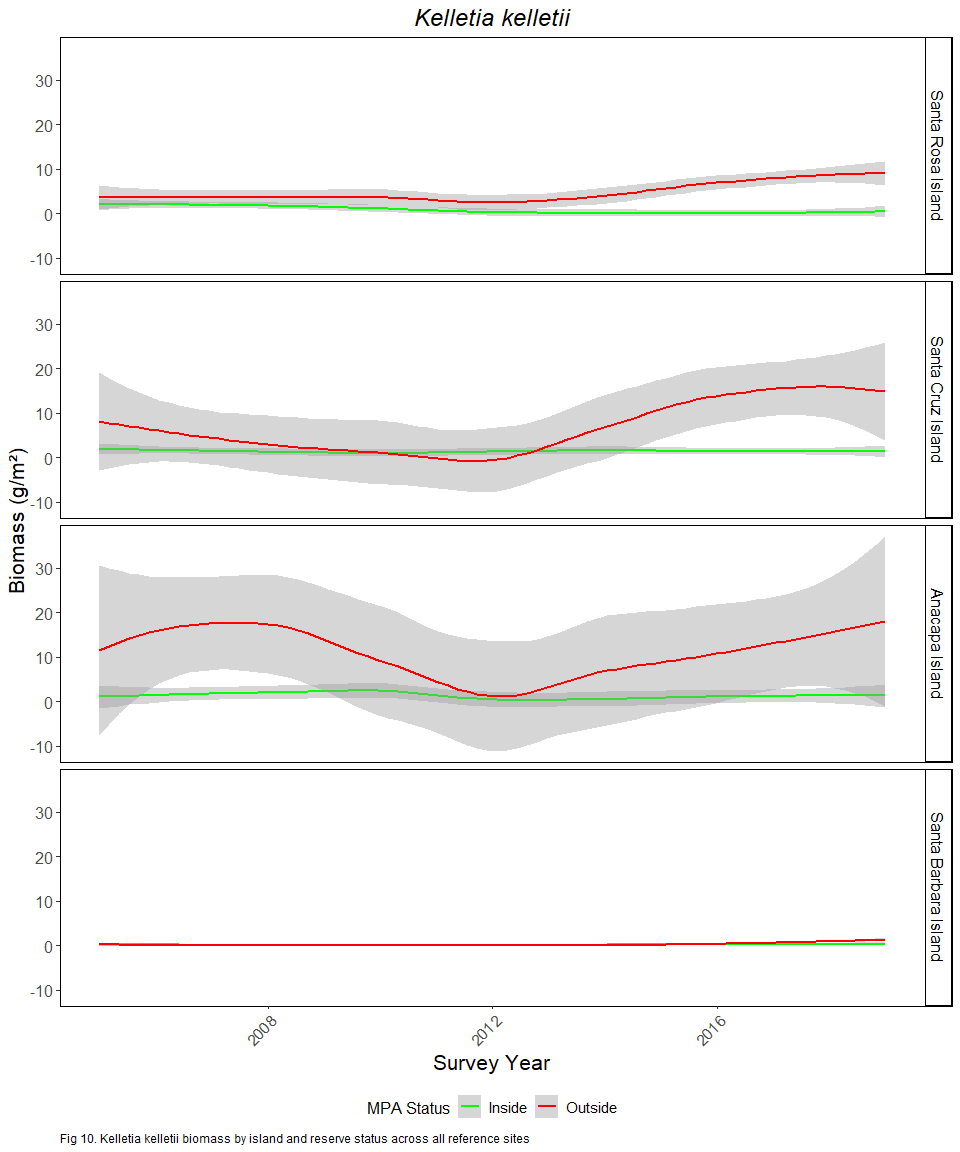 Kelletia kelletii
30
20
10
0
-10
Santa Rosa Island
30
20
10
0
-10
Santa Cruz Island
Biomass (g/m²)
30
20
10
0
-10
Anacapa Island
30
20
10
0
-10
Santa Barbara Island
2008
2012
2016
Survey Year
MPA Status Inside Outside
Fig 10. Kelletia kelletii biomass by island and reserve status across all reference sites